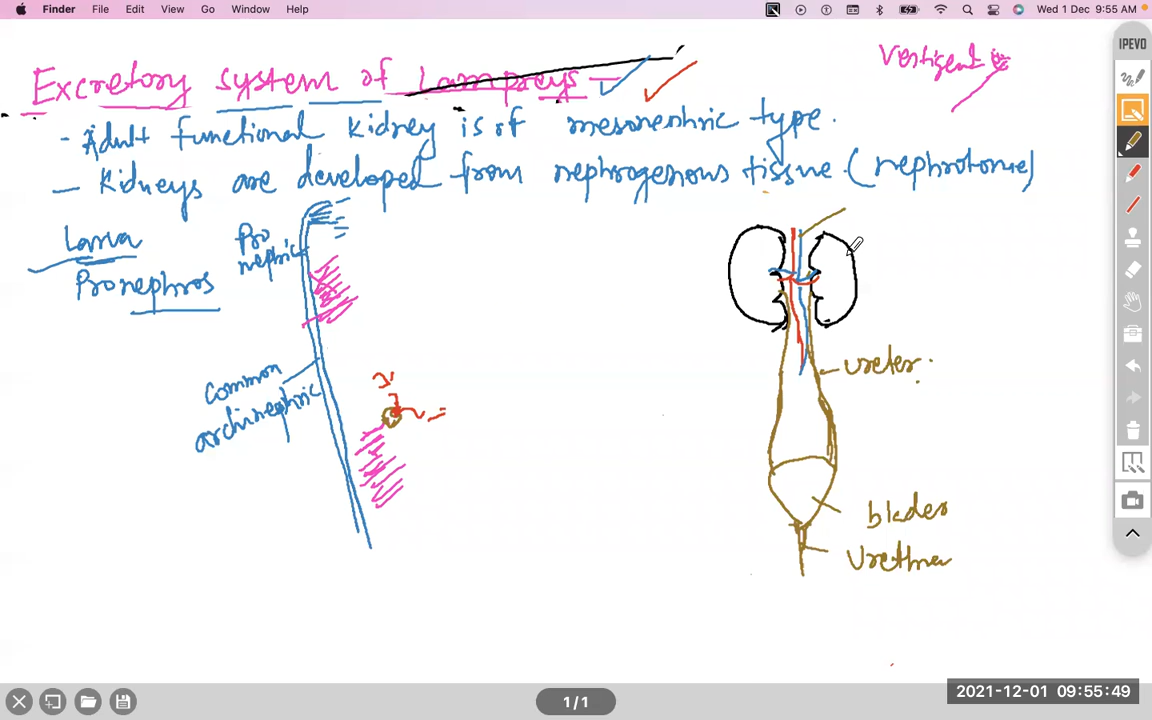 Finder File Edit View Go Window Help Wed 1 Dec 9:55 AM
IPEVO
Excretory system of Lampreys
- Adult functional kidney is of mesonephric type.
- Kidneys are developed from nephrogenous tissue. (nephrotome)
Larva
Pronephros
Pro
nephric
Common
archinephric
ureter.
blader
Urethra
1/1
2021-12-01 09:55:49